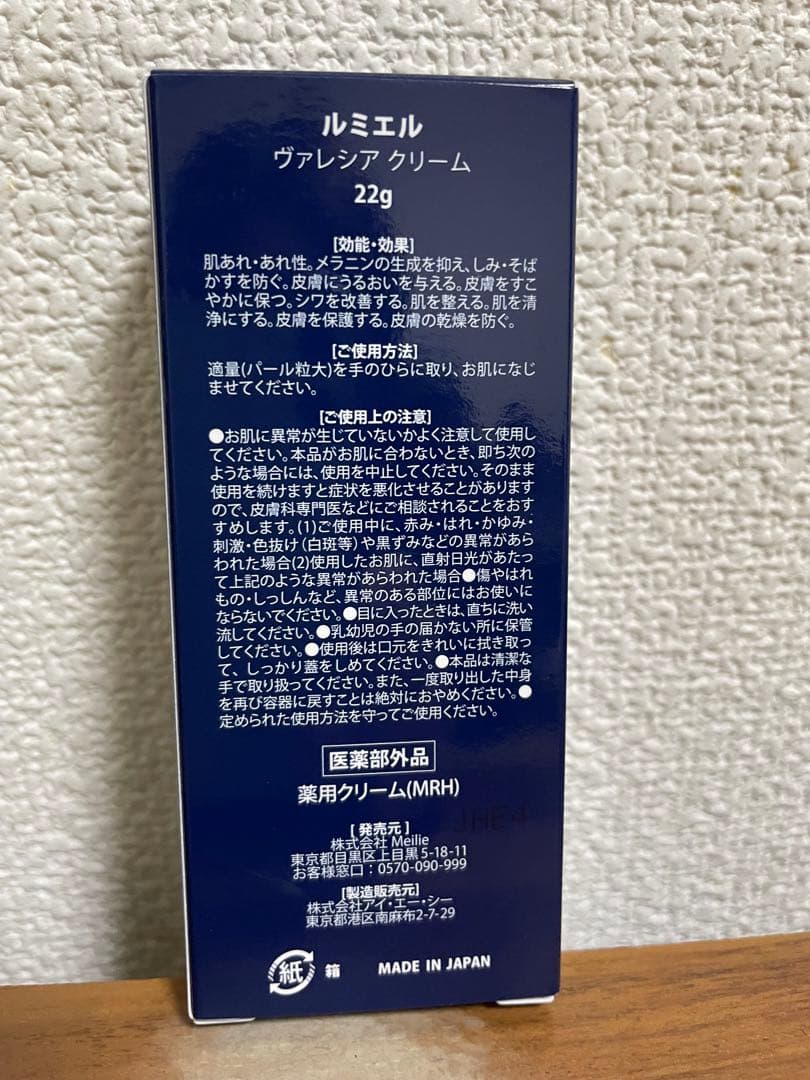 ルミエル
ヴァレシア クリーム
22g
[効能・効果]
肌あれ・あれ性。メラニンの生成を抑え、しみ・そば
かすを防ぐ。皮膚にうるおいを与える。皮膚をすこ
やかに保つ。シワを改善する。肌を整える。肌を清
浄にする。皮膚を保護する。皮膚の乾燥を防ぐ。
[ご使用方法]
適量(パール粒大)を手のひらに取り、お肌になじ
ませてください。
[ご使用上の注意]
●お肌に異常が生じていないかよく注意して使用し
てください。本品がお肌に合わないとき、即ち次の
ような場合には、使用を中止してください。そのまま
使用を続けますと症状を悪化させることがあります
ので、皮膚科専門医などにご相談されることをおす
すめします。(1)ご使用中に、赤み・はれ・かゆみ・
刺激・色抜け(白斑等)や黒ずみなどの異常があら
われた場合(2)使用したお肌に、直射日光があたっ
て上記のような異常があらわれた場合●傷やはれ
もの・しっしんなど、異常のある部位にはお使いに
ならないでください。●目に入ったときは、直ちに洗い
流してください。●乳幼児の手の届かない所に保管
してください。●使用後は口元をきれいに拭き取っ
て、しっかり蓋をしめてください。●本品は清潔な
手で取り扱ってください。また、一度取り出した中身
を再び容器に戻すことは絶対におやめください。●
定められた使用方法を守ってご使用ください。
医薬部外品
薬用クリーム(MRH)
JHE4
[ 発売元 ]
株式会社 Meilie
東京都目黒区上目黒5-18-11
お客様窓口：0570-090-999
[製造販売元]
株式会社アイ・エー・シー
東京都港区南麻布2-7-29
紙 箱 MADE IN JAPAN